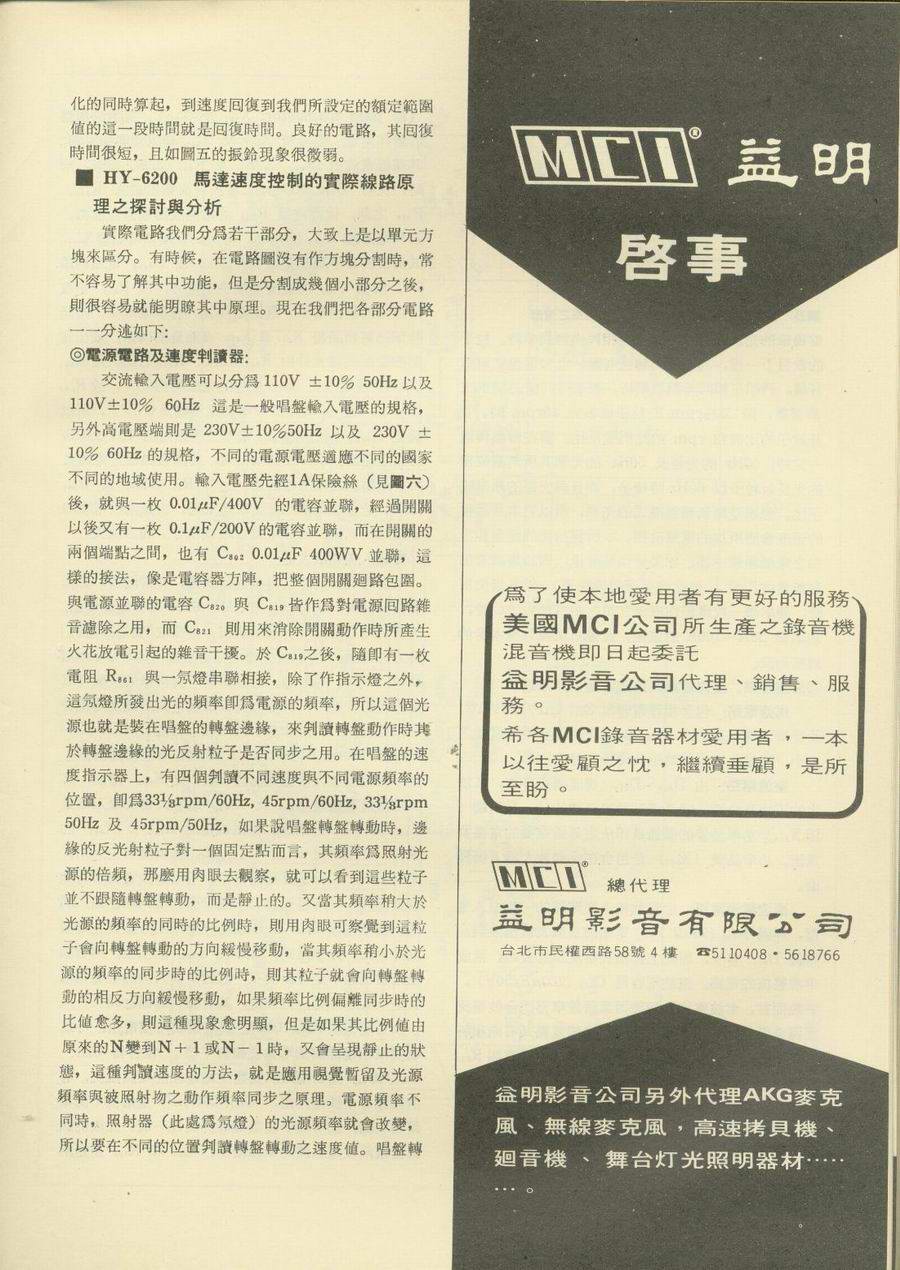 化的同時算起，到速度囘復到我們所設定的額定範圍
値的這一段時間就是囘復時間。良好的電路，其囘復
時間很短，且如圖五的振鈴現象很微弱。
■ HY-6200 馬達速度控制的實際線路原
理之探討與分析
實際電路我們分爲若干部分，大致上是以單元方
塊來區分。有時候，在電路圖沒有作方塊分割時，常
不容易了解其中功能，但是分割成幾個小部分之後，
則很容易就能明瞭其中原理。現在我們把各部分電路
一一分述如下:
◎電源電路及速度判讀器:
交流輸入電壓可以分爲110V ±10% 50Hz 以及
110V±10% 60Hz 這是一般唱盤輸入電壓的規格，
另外高電壓端則是 230V±10%50Hz 以及 230V ±
10% 60Hz 的規格，不同的電源電壓適應不同的國家
不同的地域使用。輸入電壓先經1A保險絲（見圖六）
後，就與一枚 0.01μF/400V 的電容並聯，經過開關
以後又有一枚 0.1μF/200V的電容並聯，而在開關的
兩個端點之間，也有 C₈₀₂ 0.01μF 400WV 並聯，這
樣的接法，像是電容器方陣，把整個開關廻路包圍。
與電源並聯的電容 C₈₂₀ 與 C₈₁₉ 皆作爲對電源囘路雜
音濾除之用，而 C₈₂₁ 則用來消除開關動作時所產生
火花放電引起的雜音干擾。於 C₈₁₉之後，隨卽有一枚
電阻 R₈₆₁ 與一氖燈串聯相接，除了作指示燈之外，
這氖燈所發出光的頻率卽爲電源的頻率，所以這個光
源也就是裝在唱盤的轉盤邊緣，來判讀轉盤動作時其
於轉盤邊緣的光反射粒子是否同步之用。在唱盤的速
度指示器上，有四個判讀不同速度與不同電源頻率的
位置，卽爲33⅓rpm/60Hz, 45rpm/60Hz, 33⅓rpm
50Hz 及 45rpm/50Hz，如果說唱盤轉盤轉動時，邊
緣的反光射粒子對一個固定點而言，其頻率爲照射光
源的倍頻，那麼用肉眼去觀察，就可以看到這些粒子
並不跟隨轉盤轉動，而是靜止的。又當其頻率稍大於
光源的頻率的同時的比例時，則用肉眼可察覺到這粒
子會向轉盤轉動的方向緩慢移動，當其頻率稍小於光
源的頻率的同步時的比例時，則其粒子就會向轉盤轉
動的相反方向緩慢移動，如果頻率比例偏離同步時的
比値愈多，則這種現象愈明顯，但是如果其比例値由
原來的N變到N＋1或N－1時，又會呈現靜止的狀
態，這種判讀速度的方法，就是應用視覺暫留及光源
頻率與被照射物之動作頻率同步之原理。電源頻率不
同時，照射器（此處爲氖燈）的光源頻率就會改變，
所以要在不同的位置判讀轉盤轉動之速度値。唱盤轉
MCI® 益明
啓事
爲了使本地愛用者有更好的服務
美國MCI公司所生產之錄音機
混音機即日起委託
益明影音公司代理、銷售、服
務。
希各MCI錄音器材愛用者，一本
以往愛顧之忱，繼續垂顧，是所
至盼。
MCI® 總代理
益明影音有限公司
台北市民權西路58號4樓 ☎5110408・5618766
益明影音公司另外代理AKG麥克
風、無線麥克風，高速拷貝機、
廻音機、舞台灯光照明器材……
…。